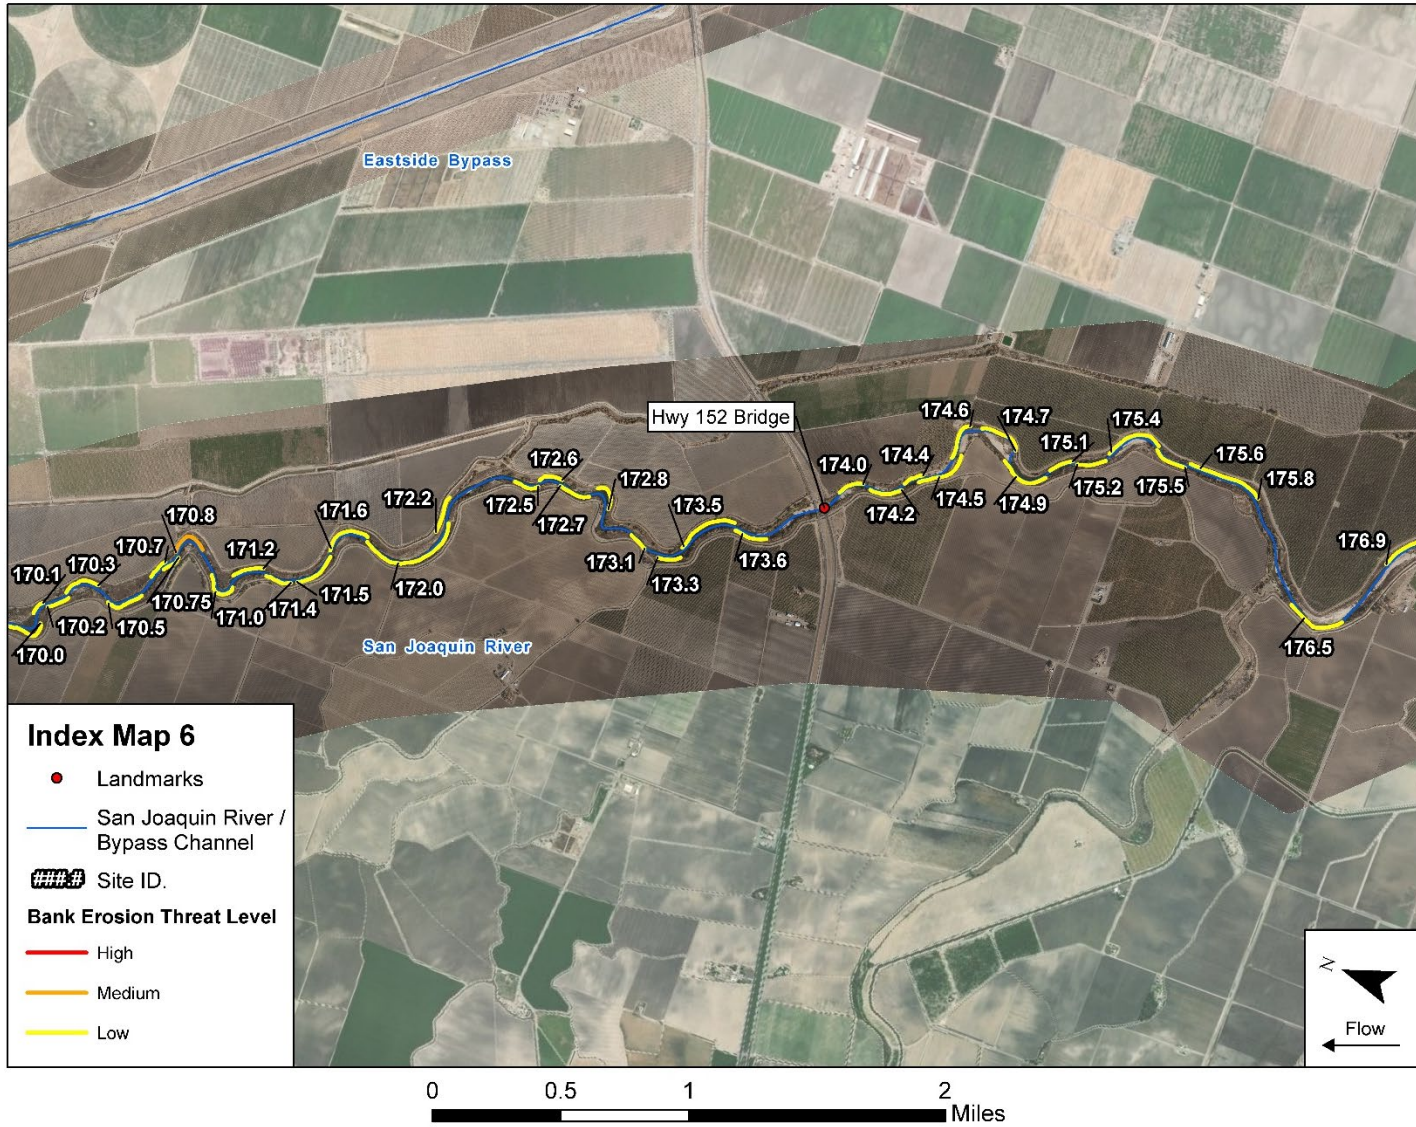 Eastside Bypass
Hwy 152 Bridge
174.6
174.7
175.4
174.0
174.4
175.1
175.6
172.6
172.8
175.8
172.2
172.5
172.7
173.5
174.2
174.5
174.9
175.2
175.5
170.8
171.6
170.7
171.2
170.1
170.3
173.1
173.3
173.6
176.9
170.0
170.2
170.5
170.75
171.0
171.4
171.5
172.0
176.5
San Joaquin River
Index Map 6
Landmarks
San Joaquin River /
Bypass Channel
###.# Site ID.
Bank Erosion Threat Level
High
Medium
Low
N
Flow
0 0.5 1 2
Miles